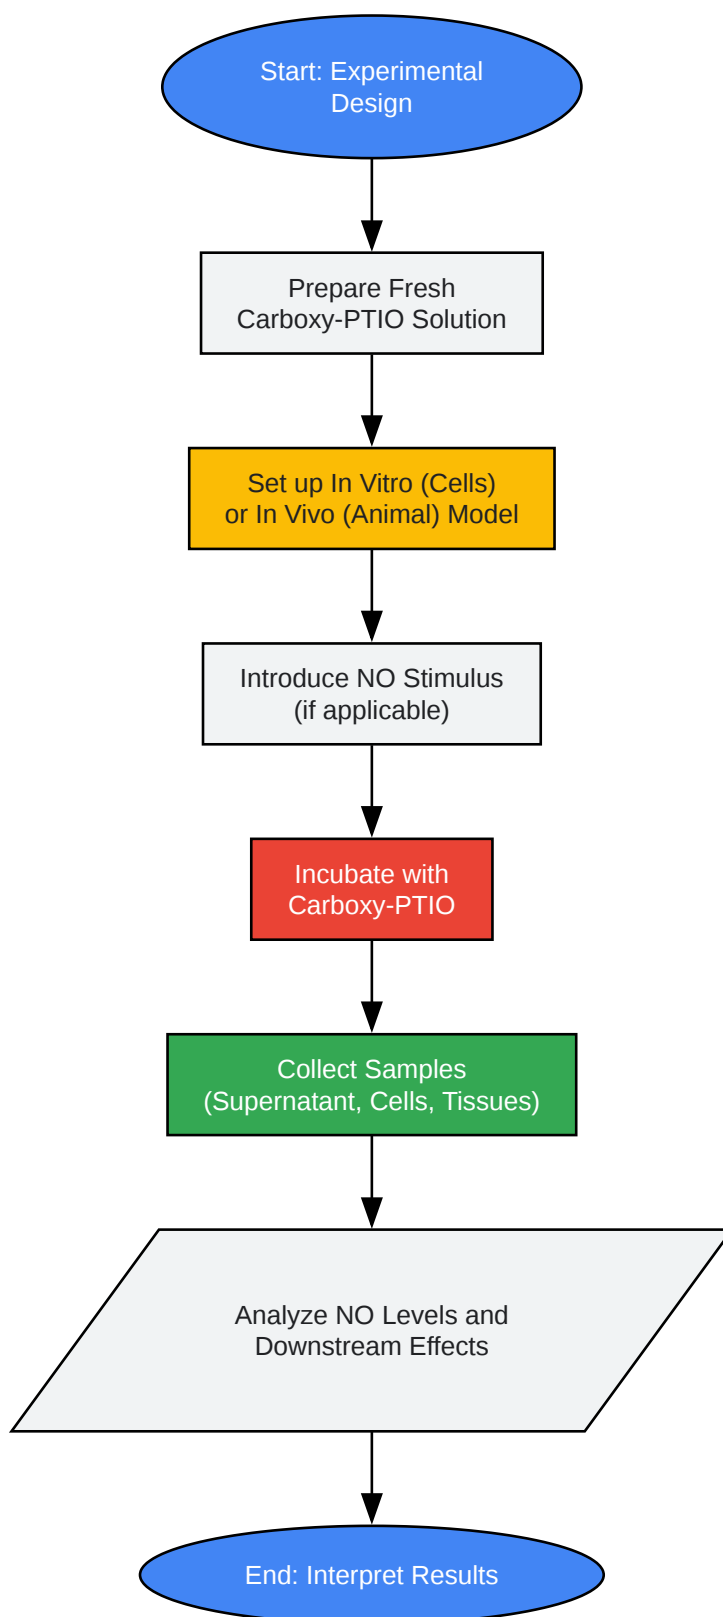 Start: Experimental
Design
Prepare Fresh
Carboxy-PTIO Solution
Set up In Vitro (Cells)
or In Vivo (Animal) Model
Introduce NO Stimulus
(if applicable)
Incubate with
Carboxy-PTIO
Collect Samples
(Supernatant, Cells, Tissues)
Analyze NO Levels and
Downstream Effects
End: Interpret Results